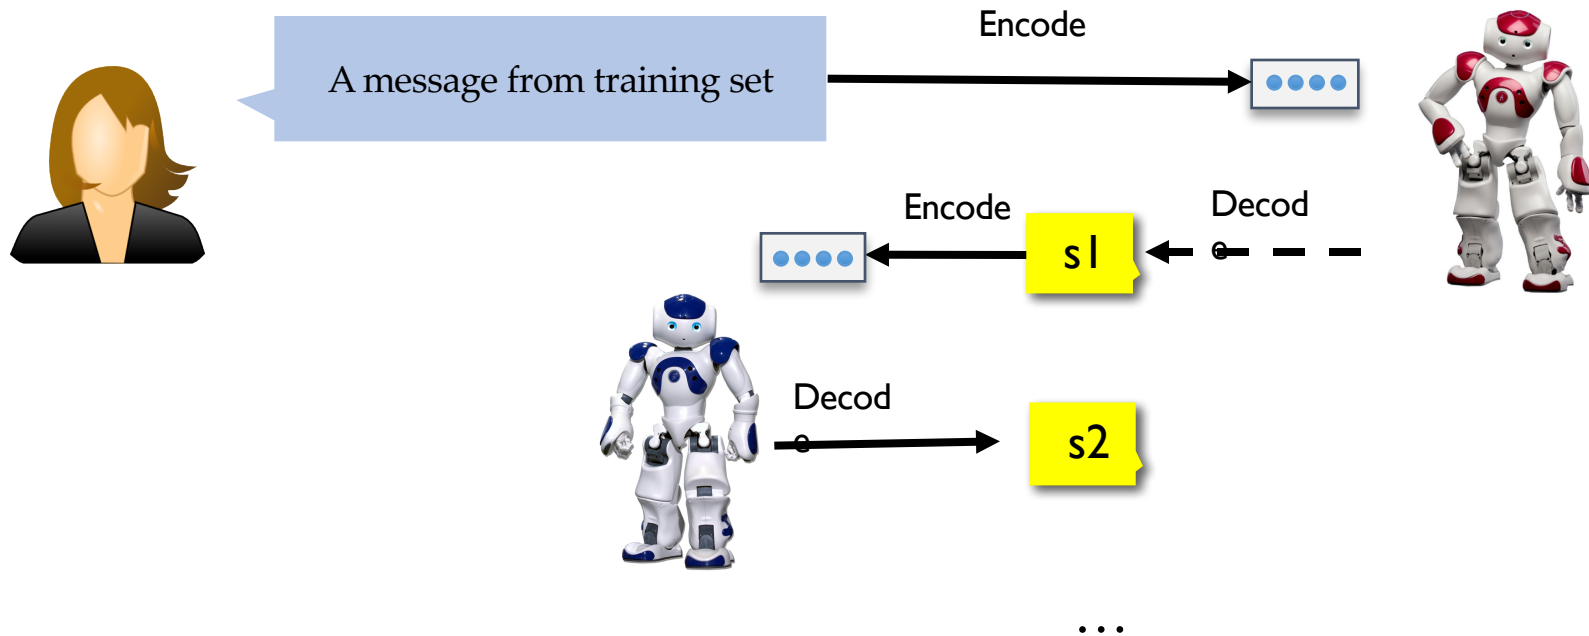 Encode
A message from training set
Encode
s1
Decod
e
Decod
e
s2
...